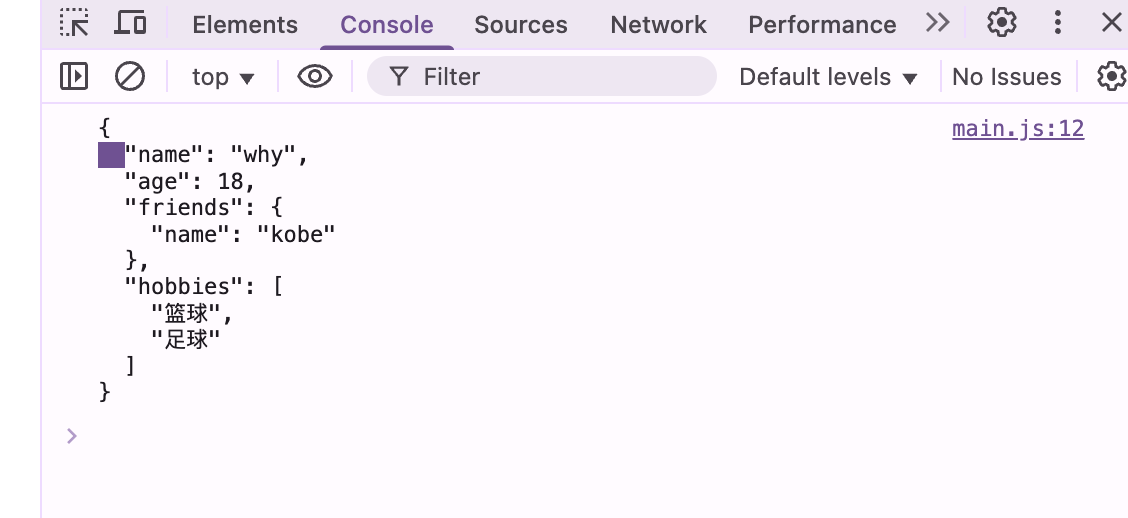 Elements Console Sources Network Performance
top Filter Default levels No Issues
{ main.js:12
"name": "why",
"age": 18,
"friends": {
"name": "kobe"
},
"hobbies": [
"篮球",
"足球"
]
}